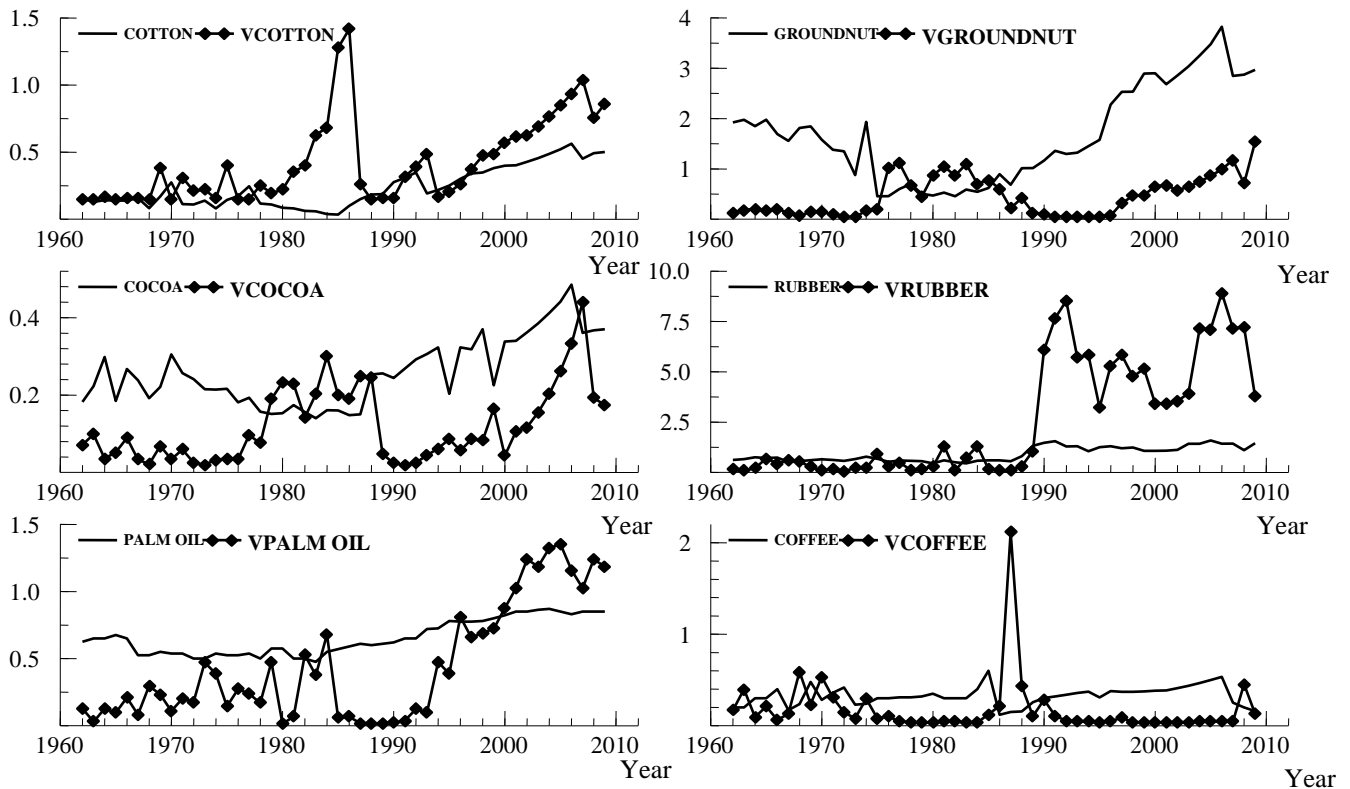 1.5
COTTON VCOTTON
1.0
0.5
1960 1970 1980 1990 2000 2010
Year
4
GROUNDNUT VGROUNDNUT
3
2
1
1960 1970 1980 1990 2000 2010
Year
COCOA VCOCOA
0.4
0.2
1960 1970 1980 1990 2000 2010
Year
10.0
RUBBER VRUBBER
7.5
5.0
2.5
1960 1970 1980 1990 2000 2010
Year
1.5
PALM OIL VPALM OIL
1.0
0.5
1960 1970 1980 1990 2000 2010
Year
COFFEE VCOFFEE
2
1
1960 1970 1980 1990 2000 2010
Year